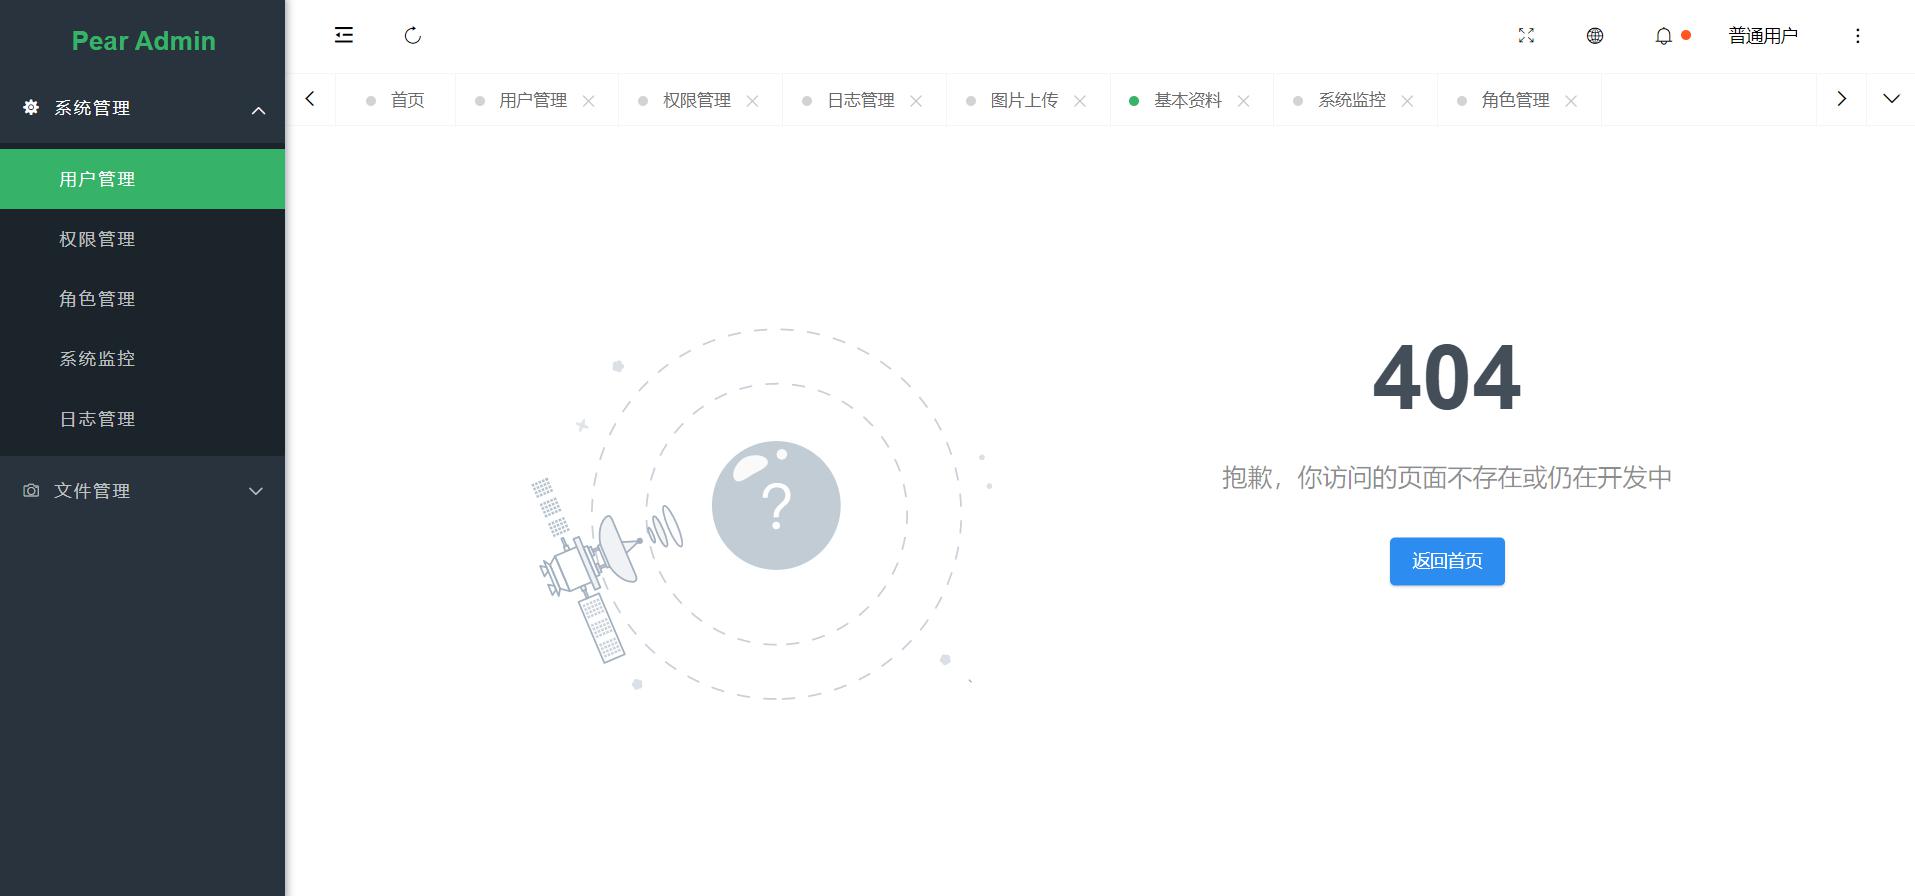 Pear Admin
系统管理
用户管理
权限管理
角色管理
系统监控
日志管理
文件管理
普通用户
首页 用户管理 权限管理 日志管理 图片上传 基本资料 系统监控 角色管理
?
404
抱歉，你访问的页面不存在或仍在开发中
返回首页